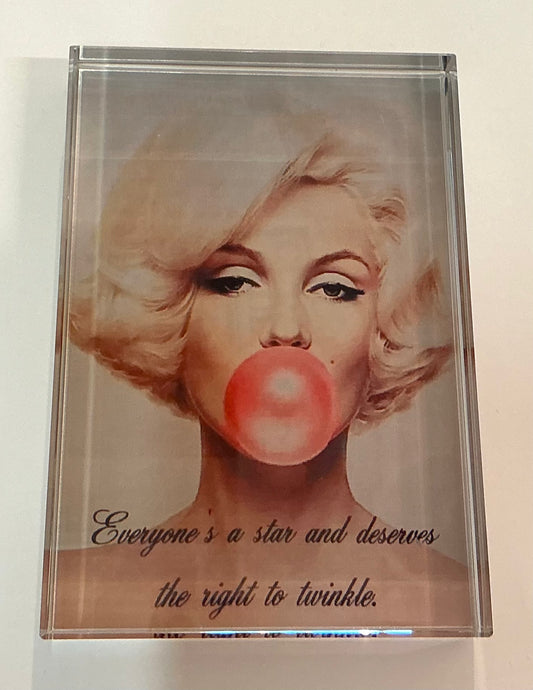 Everyone's a star and deserves
the right to twinkle.